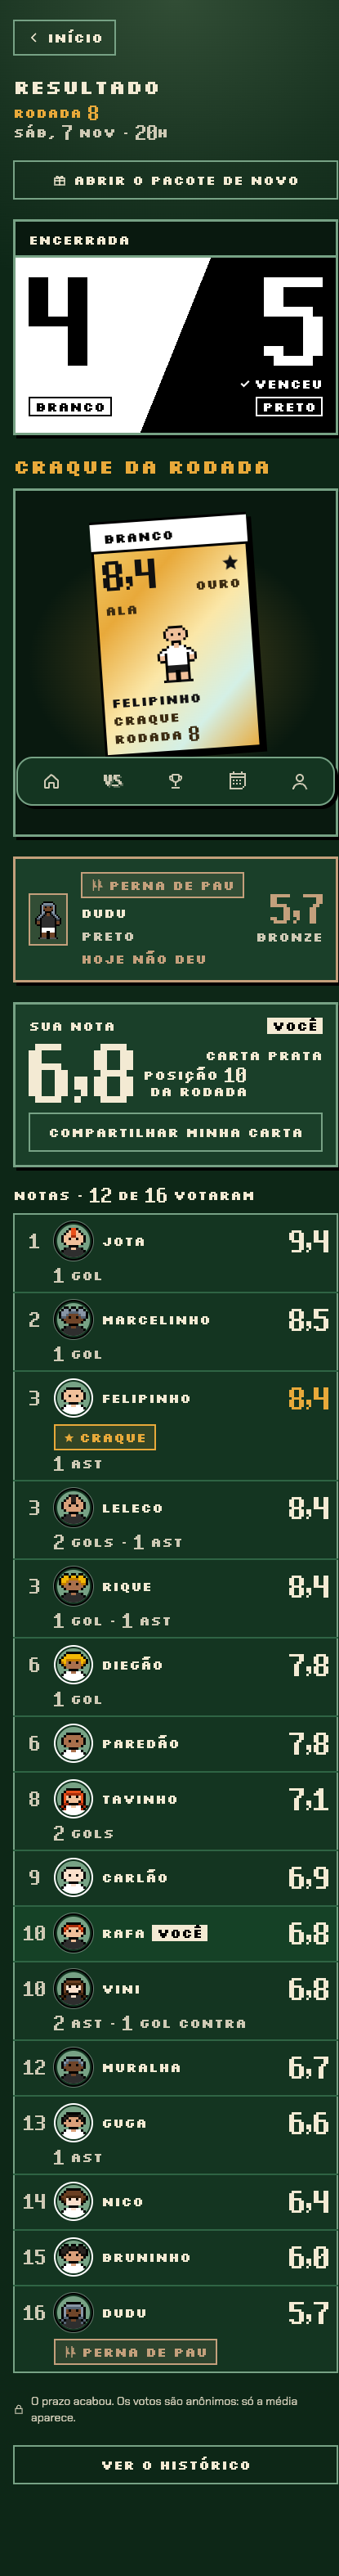 INÍCIO
RESULTADO
RODADA 8
SÁB, 7 NOV · 20H
ABRIR O PACOTE DE NOVO
ENCERRADA
4 5
VENCEU
BRANCO PRETO
CRAQUE DA RODADA
BRANCO
8,4
OURO
ALA
FELIPINHO
CRAQUE
RODADA 8
VS
PERNA DE PAU
DUDU
PRETO
HOJE NÃO DEU
5,7
BRONZE
SUA NOTA VOCÊ
6,8
CARTA PRATA
POSIÇÃO 10
DA RODADA
COMPARTILHAR MINHA CARTA
NOTAS · 12 DE 16 VOTARAM
1 JOTA 9,4
1 GOL
2 MARCELINHO 8,5
1 GOL
3 FELIPINHO 8,4
CRAQUE
1 AST
3 LELECO 8,4
2 GOLS · 1 AST
3 RIQUE 8,4
1 GOL · 1 AST
6 DIEGÃO 7,8
1 GOL
6 PAREDÃO 7,8
8 TAVINHO 7,1
2 GOLS
9 CARLÃO 6,9
10 RAFA VOCÊ 6,8
10 VINI 6,8
2 AST · 1 GOL CONTRA
12 MURALHA 6,7
13 GUGA 6,6
1 AST
14 NICO 6,4
15 BRUNINHO 6,0
16 DUDU 5,7
PERNA DE PAU
O prazo acabou. Os votos são anônimos: só a média
aparece.
VER O HISTÓRICO